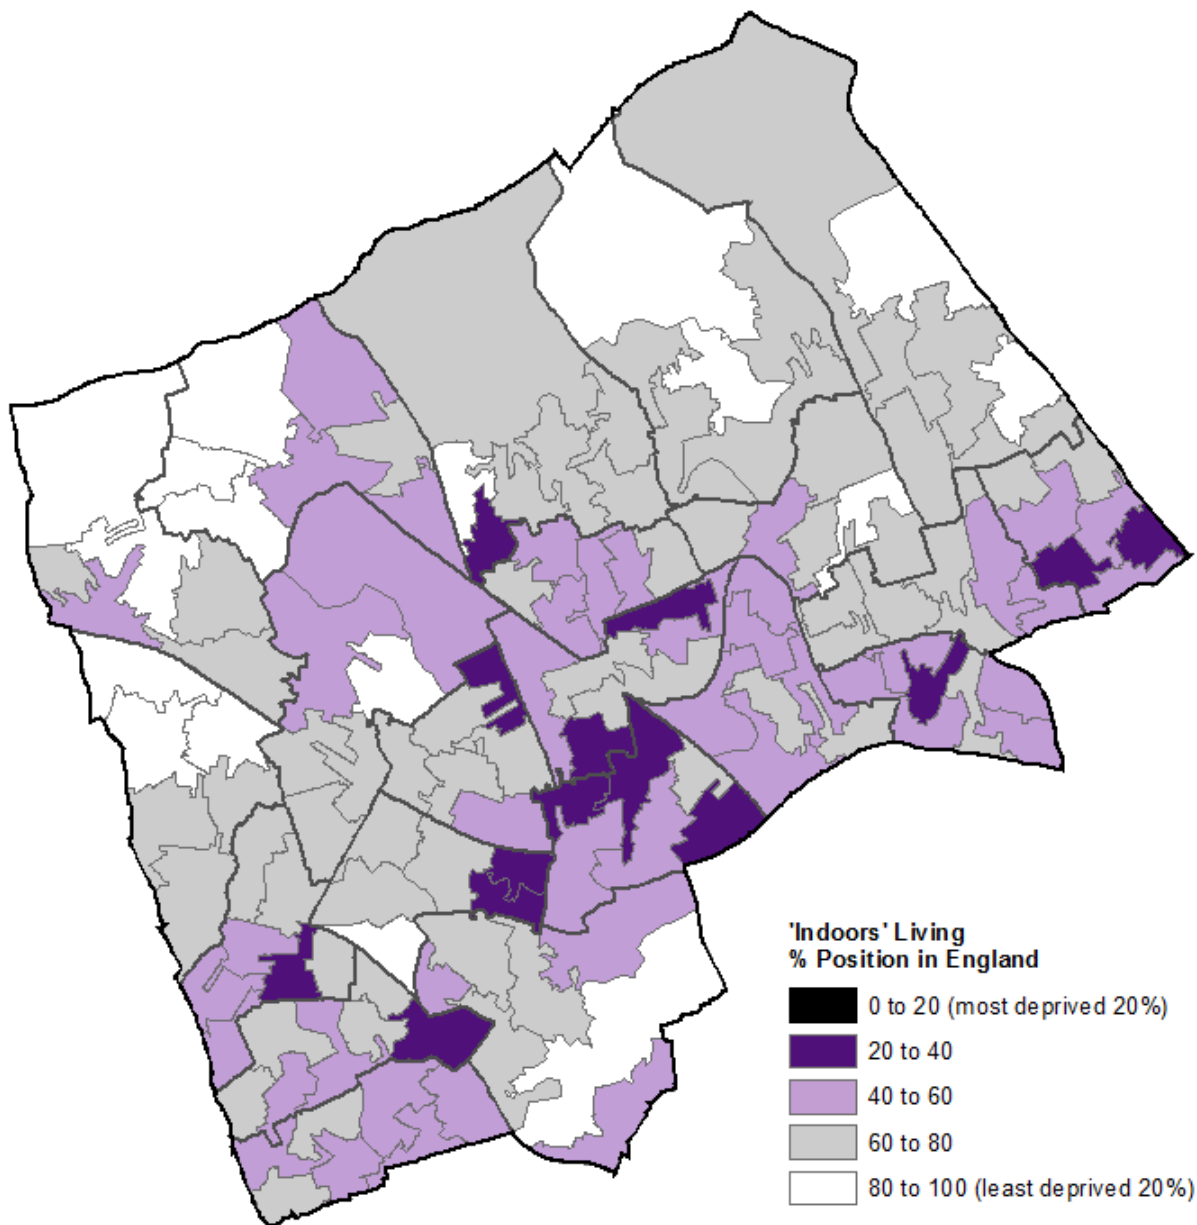 'Indoors' Living
% Position in England
0 to 20 (most deprived 20%)
20 to 40
40 to 60
60 to 80
80 to 100 (least deprived 20%)